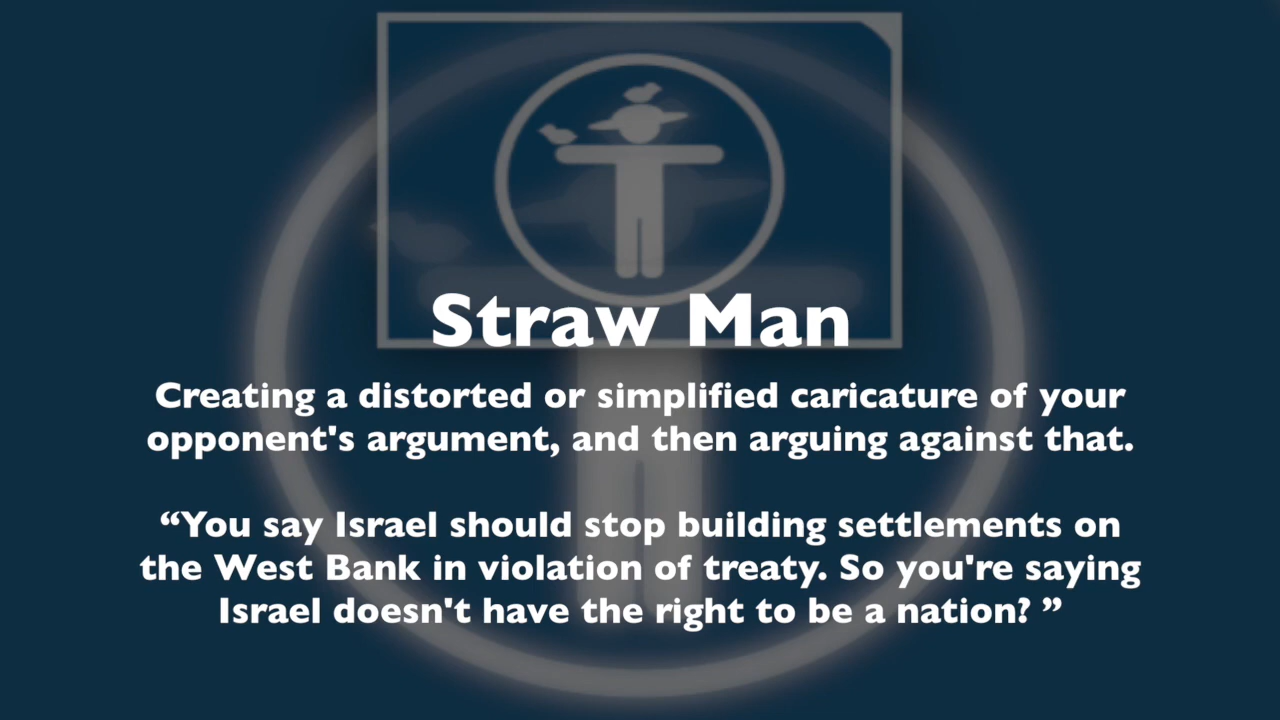 Straw Man
Creating a distorted or simplified caricature of your
opponent's argument, and then arguing against that.
“You say Israel should stop building settlements on
the West Bank in violation of treaty. So you're saying
Israel doesn't have the right to be a nation? ”